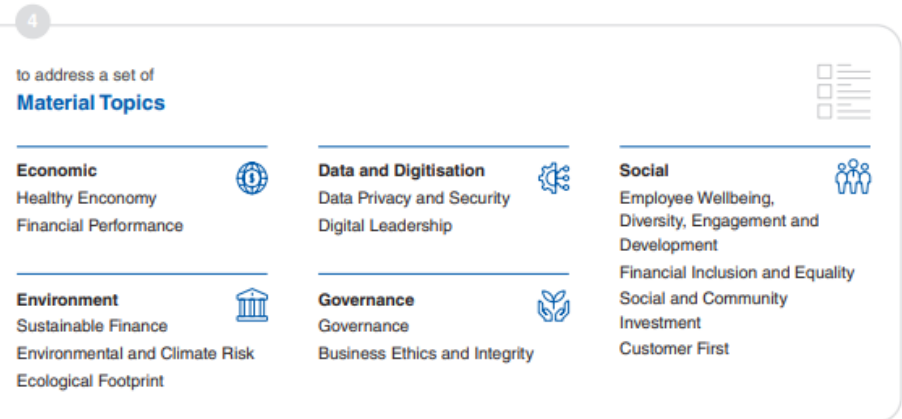 4
to address a set of
Material Topics
Economic
Healthy Enconomy
Financial Performance
Data and Digitisation
Data Privacy and Security
Digital Leadership
Social
Employee Wellbeing,
Diversity, Engagement and
Development
Financial Inclusion and Equality
Social and Community
Investment
Customer First
Environment
Sustainable Finance
Environmental and Climate Risk
Ecological Footprint
Governance
Governance
Business Ethics and Integrity